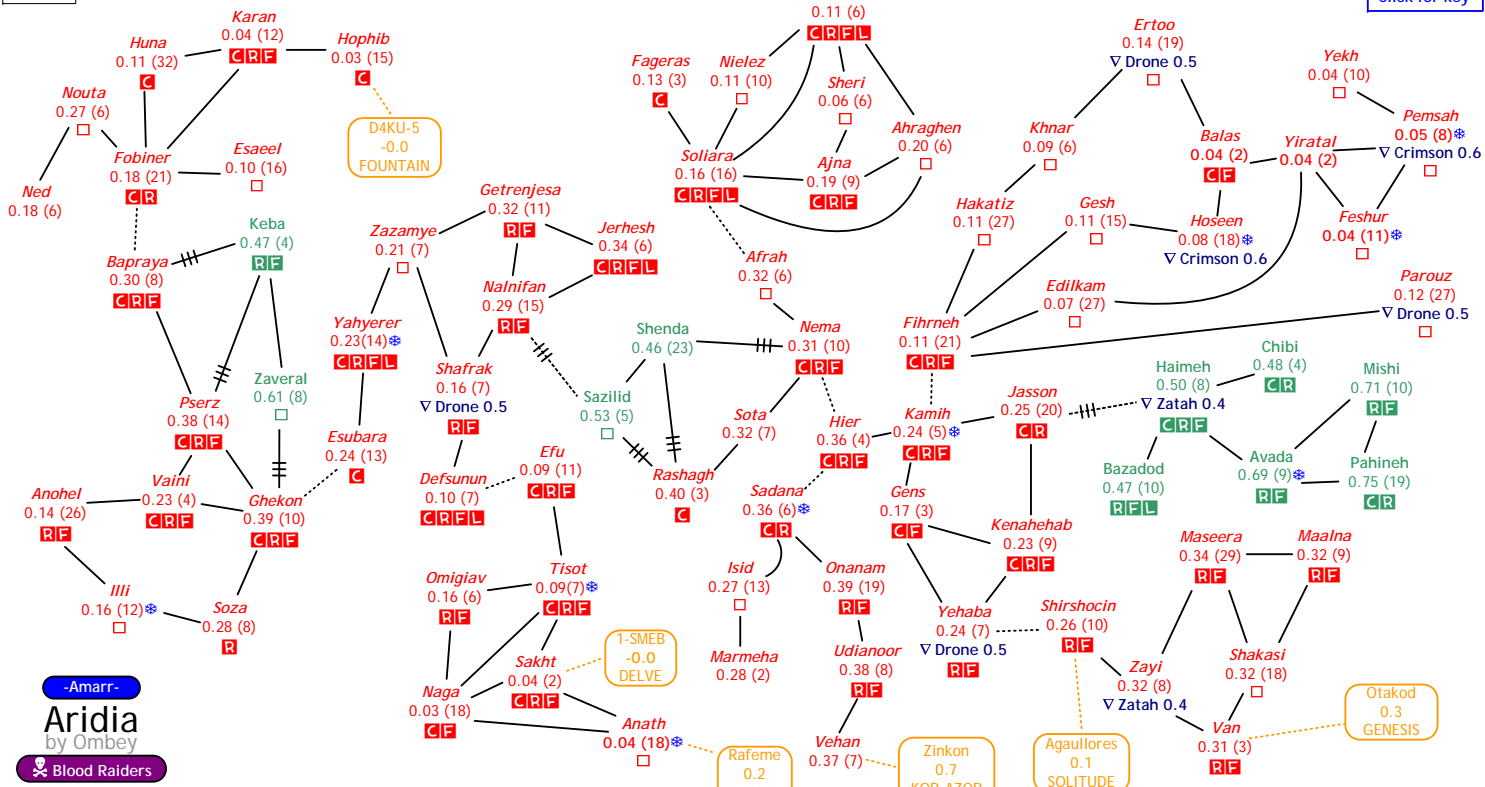 Click for key
Karan
0.04 (12)
C R F
Huna
0.11 (32)
C
Hophib
0.03 (15)
C
Nouta
0.27 (6)
D4KU-5
-0.0
FOUNTAIN
Fobiner
0.18 (21)
C R
Esaeel
0.10 (16)
Ned
0.18 (6)
0.11 (6)
C R F L
Fageras
0.13 (3)
C
Nielez
0.11 (10)
Sheri
0.06 (6)
Ahraghen
0.20 (6)
Soliara
0.16 (16)
C R F L
Ajna
0.19 (9)
C R F
Ertoo
0.14 (19)
∇ Drone 0.5
Yekh
0.04 (10)
Pemsah
0.05 (8)❄
∇ Crimson 0.6
Khnar
0.09 (6)
Balas
0.04 (2)
C F
Yiratal
0.04 (2)
Keba
0.47 (4)
R F
Bapraya
0.30 (8)
C R F
Getrenjesa
0.32 (11)
R F
Zazamye
0.21 (7)
Jerhesh
0.34 (6)
C R F L
Nalnifan
0.29 (15)
R F
Afrah
0.32 (6)
Hakatiz
0.11 (27)
Gesh
0.11 (15)
Hoseen
0.08 (18)❄
∇ Crimson 0.6
Feshur
0.04 (11)❄
Edilkam
0.07 (27)
Parouz
0.12 (27)
∇ Drone 0.5
Yahyerer
0.23(14)❄
C R F L
Shenda
0.46 (23)
Nema
0.31 (10)
C R F
Fihrneh
0.11 (21)
C R F
Zaveral
0.61 (8)
Shafrak
0.16 (7)
∇ Drone 0.5
R F
Sazilid
0.53 (5)
Haimeh
0.50 (8)
∇ Zatah 0.4
C R F
Chibi
0.48 (4)
C R
Mishi
0.71 (10)
R F
Pserz
0.38 (14)
C R F
Esubara
0.24 (13)
C
Sota
0.32 (7)
Hier
0.36 (4)
C R F
Kamih
0.24 (5)❄
C R F
Jasson
0.25 (20)
C R
Bazadod
0.47 (10)
R F L
Avada
0.69 (9)❄
R F
Pahineh
0.75 (19)
C R
Anohel
0.14 (26)
R F
Vaini
0.23 (4)
C R F
Ghekon
0.39 (10)
C R F
Defsunun
0.10 (7)
C R F L
Efu
0.09 (11)
C R F
Rashagh
0.40 (3)
C
Sadana
0.36 (6)❄
C R
Gens
0.17 (3)
C F
Kenahehab
0.23 (9)
C R F
Maseera
0.34 (29)
R F
Maalna
0.32 (9)
R F
Illi
0.16 (12)❄
Soza
0.28 (8)
R
Omigiav
0.16 (6)
R F
Tisot
0.09(7)❄
C R F
Isid
0.27 (13)
Onanam
0.39 (19)
R F
Yehaba
0.24 (7)
∇ Drone 0.5
R F
Shirshocin
0.26 (10)
R F
1-SMEB
-0.0
DELVE
Sakht
0.04 (2)
C R F
Marmeha
0.28 (2)
Udianoor
0.38 (8)
R F
Zayi
0.32 (8)
∇ Zatah 0.4
Shakasi
0.32 (18)
Naga
0.03 (18)
C F
Anath
0.04 (18)❄
Rafeme
0.2
Vehan
0.37 (7)
Zinkon
0.7
KOR-AZOR
Agaullores
0.1
SOLITUDE
Van
0.31 (3)
R F
Otakod
0.3
GENESIS
-Amarr-
Aridia
by Ombey
Blood Raiders